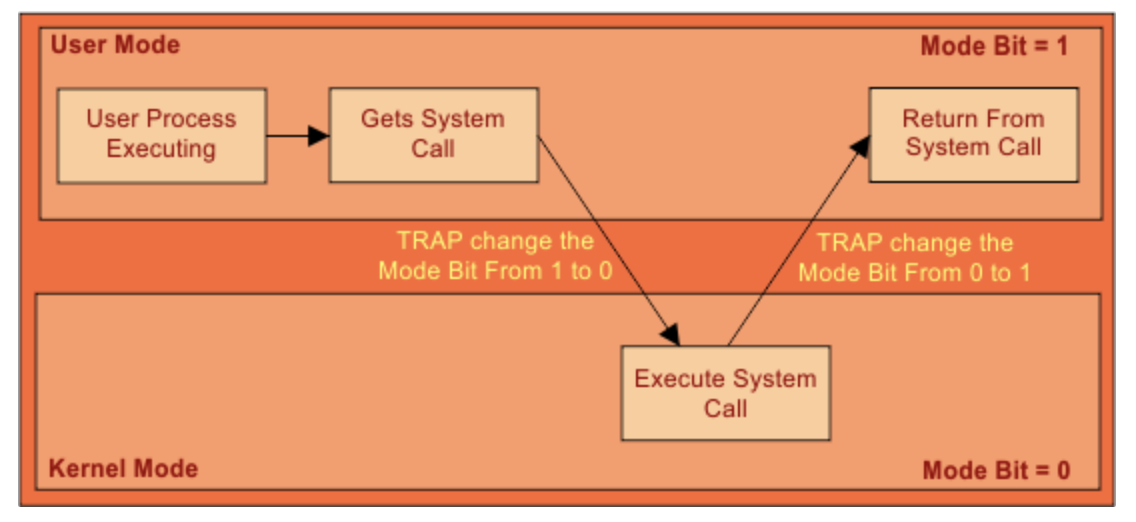 User Mode
Mode Bit = 1
User Process
Executing
Gets System
Call
Return From
System Call
TRAP change the
Mode Bit From 1 to 0
TRAP change the
Mode Bit From 0 to 1
Execute System
Call
Kernel Mode
Mode Bit = 0